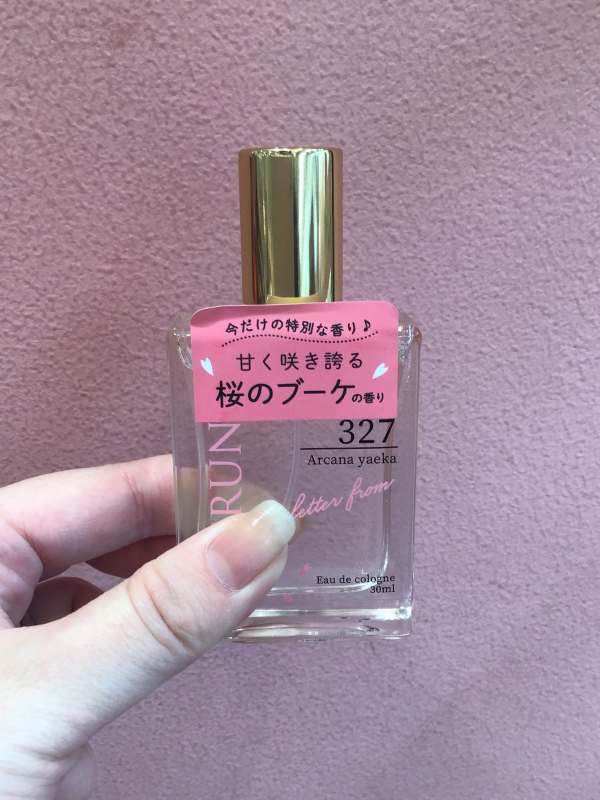 今だけの特別な香り♪
甘く咲き誇る
桜のブーケの香り
RUN
327
Arcana yaeka
letter from
Eau de cologne
30ml